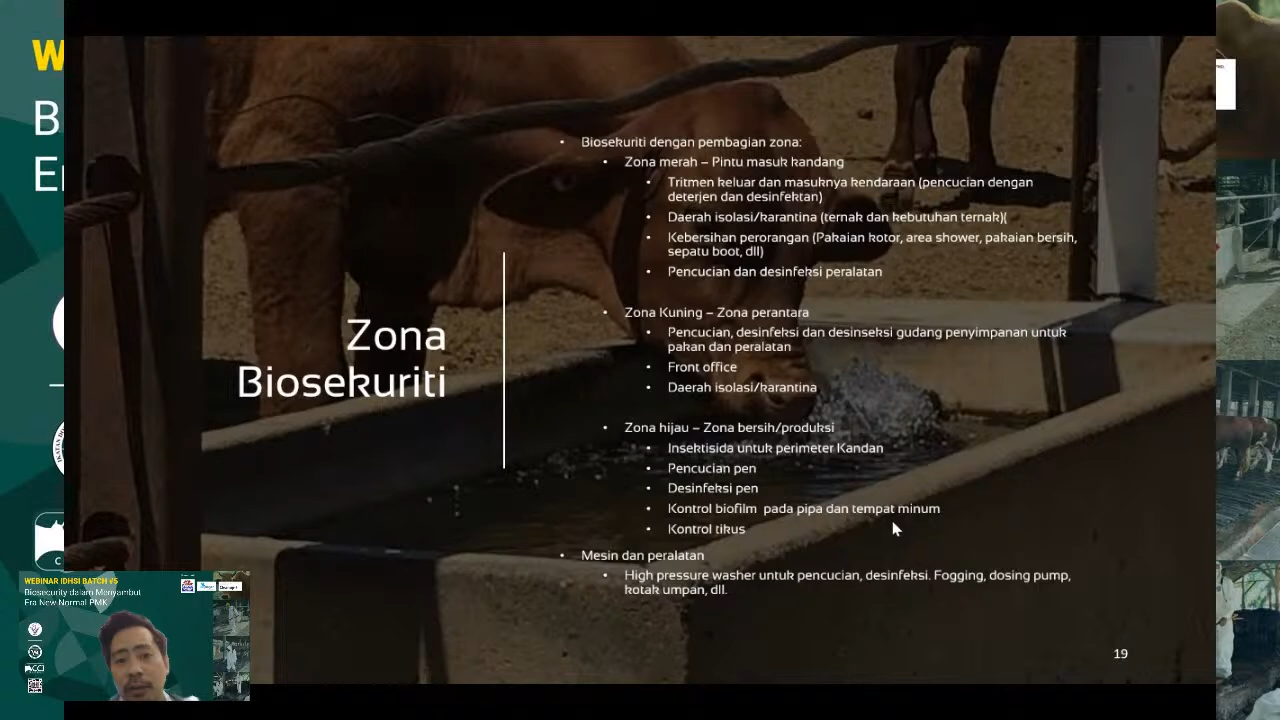 W
B
Er
Zona
Biosekuriti
• Biosekuriti dengan pembagian zona:
• Zona merah – Pintu masuk kandang
• Tritmen keluar dan masuknya kendaraan (pencucian dengan
deterjen dan desinfektan)
• Daerah isolasi/karantina (ternak dan kebutuhan ternak)(
• Kebersihan perorangan (Pakaian kotor, area shower, pakaian bersih,
sepatu boot, dll)
• Pencucian dan desinfeksi peralatan
• Zona Kuning – Zona perantara
• Pencucian, desinfeksi dan desinseksi gudang penyimpanan untuk
pakan dan peralatan
• Front office
• Daerah isolasi/karantina
• Zona hijau – Zona bersih/produksi
• Insektisida untuk perimeter Kandan
• Pencucian pen
• Desinfeksi pen
• Kontrol biofilm pada pipa dan tempat minum
• Kontrol tikus
• Mesin dan peralatan
• High pressure washer untuk pencucian, desinfeksi. Fogging, dosing pump,
kotak umpan, dll.
19
WEBINAR IDHSI BATCH #5
Biosecurity dalam Menyambut
Era New Normal PMK